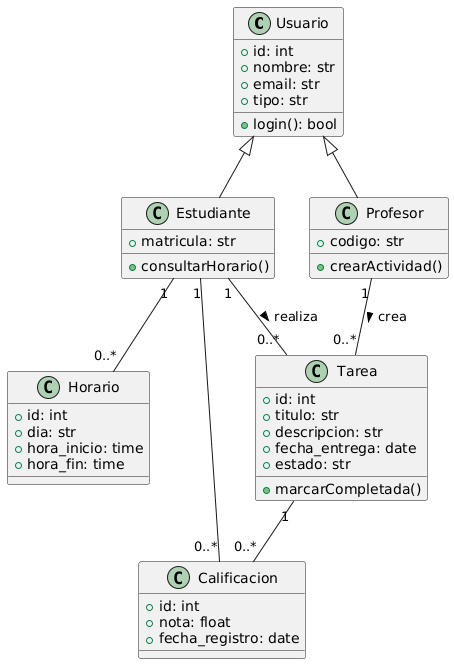 C Usuario
id: int
nombre: str
email: str
tipo: str
login(): bool
C Estudiante
matricula: str
consultarHorario()
C Profesor
codigo: str
crearActividad()
1
1
1
1
realiza
crea
0..*
0..*
0..*
C Horario
id: int
dia: str
hora_inicio: time
hora_fin: time
C Tarea
id: int
titulo: str
descripcion: str
fecha_entrega: date
estado: str
marcarCompletada()
1
0..*
0..*
C Calificacion
id: int
nota: float
fecha_registro: date